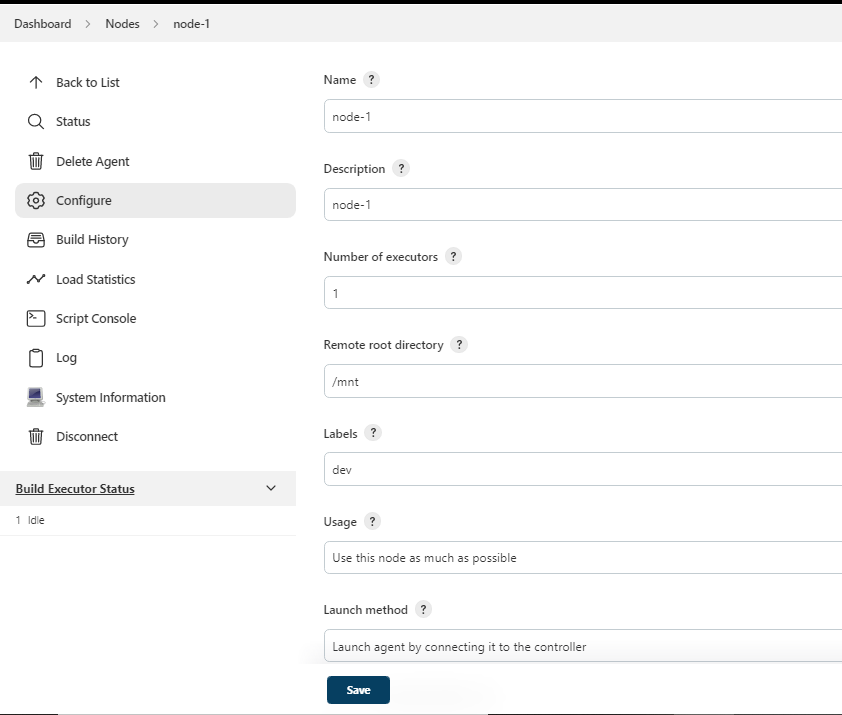 Dashboard > Nodes > node-1
Back to List
Status
Delete Agent
Configure
Build History
Load Statistics
Script Console
Log
System Information
Disconnect
Build Executor Status
1 Idle
Name ?
node-1
Description ?
node-1
Number of executors ?
1
Remote root directory ?
/mnt
Labels ?
dev
Usage ?
Use this node as much as possible
Launch method ?
Launch agent by connecting it to the controller
Save